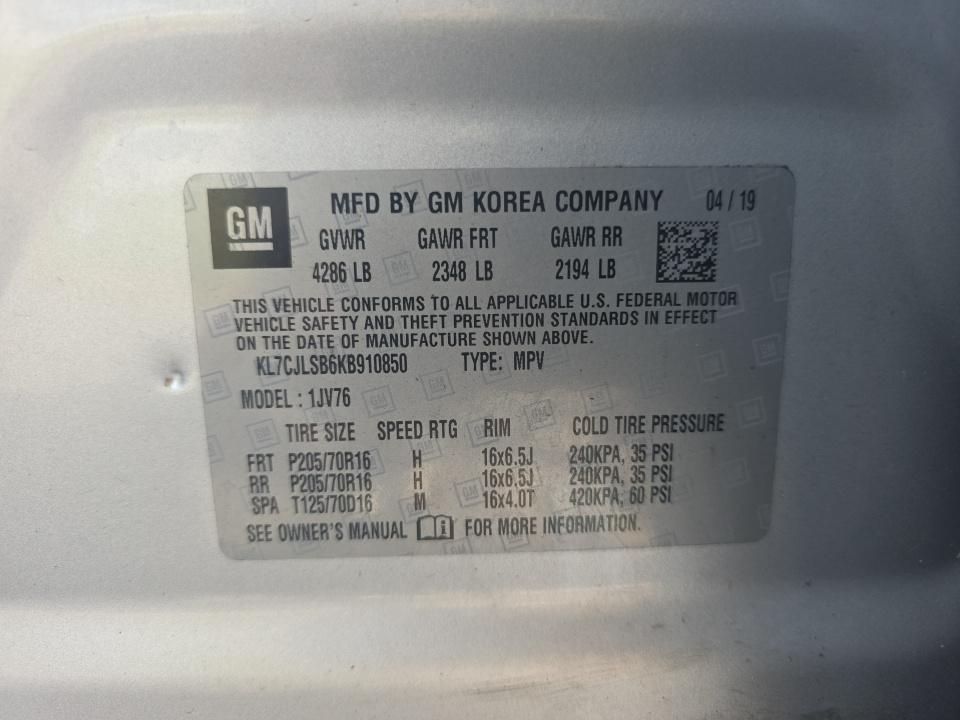 GM
MFD BY GM KOREA COMPANY 04 / 19
GVWR GAWR FRT GAWR RR
4286 LB 2348 LB 2194 LB
THIS VEHICLE CONFORMS TO ALL APPLICABLE U.S. FEDERAL MOTOR
VEHICLE SAFETY AND THEFT PREVENTION STANDARDS IN EFFECT
ON THE DATE OF MANUFACTURE SHOWN ABOVE.
KL7CJLSB6KB910850 TYPE: MPV
MODEL : 1JV76
TIRE SIZE SPEED RTG RIM COLD TIRE PRESSURE
FRT P205/70R16 H 16x6.5J 240KPA, 35 PSI
RR P205/70R16 H 16x6.5J 240KPA, 35 PSI
SPA T125/70D16 M 16x4.0T 420KPA, 60 PSI
SEE OWNER'S MANUAL i FOR MORE INFORMATION.